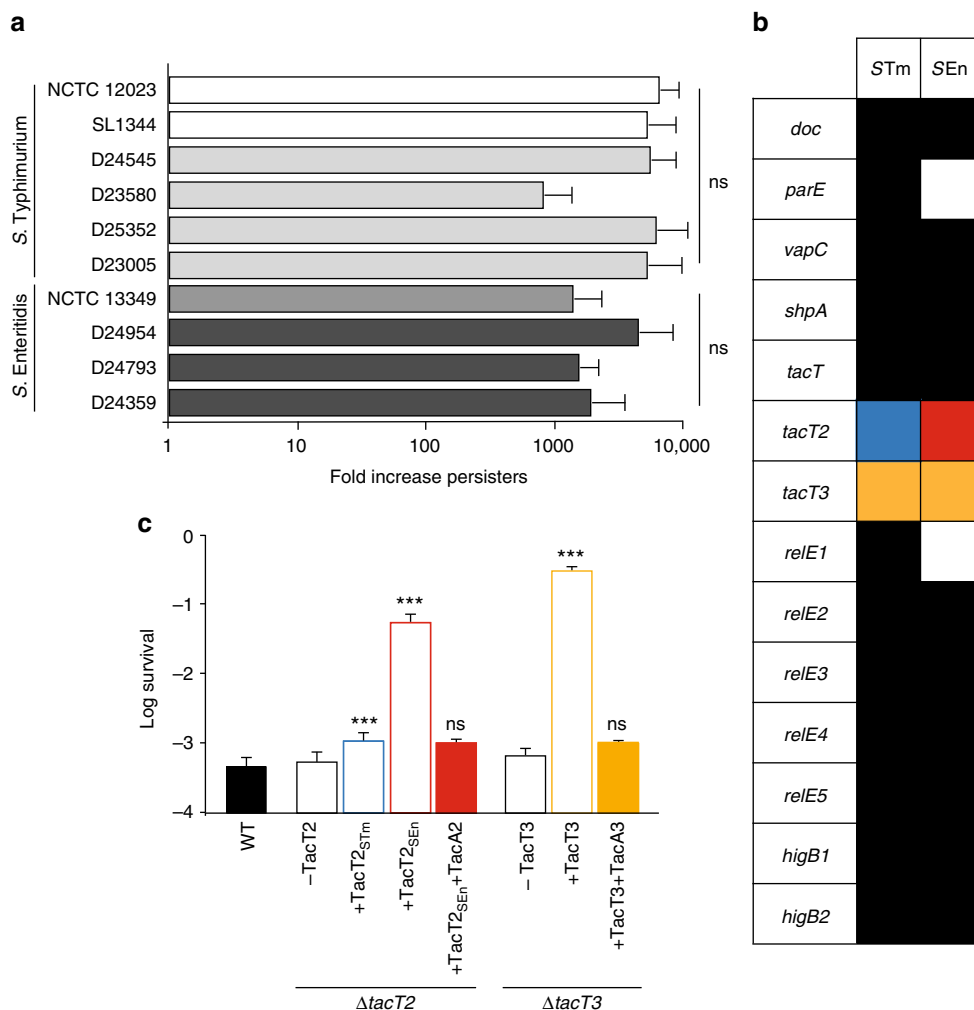 a
NCTC 12023
SL1344
D24545
D23580
D25352
D23005
NCTC 13349
D24954
D24793
D24359
S. Typhimurium
S. Enteritidis
ns
ns
1
10
100
1000
10,000
Fold increase persisters
b
STm
SEn
doc
parE
vapC
shpA
tacT
tacT2
tacT3
relE1
relE2
relE3
relE4
relE5
higB1
higB2
c
0
–1
–2
–3
–4
Log survival
***
***
ns
***
ns
WT
–TacT2
+TacT2STm
+TacT2SEn
+TacT2SEn+TacA2
– TacT3
+TacT3
+TacT3+TacA3
ΔtacT2
ΔtacT3